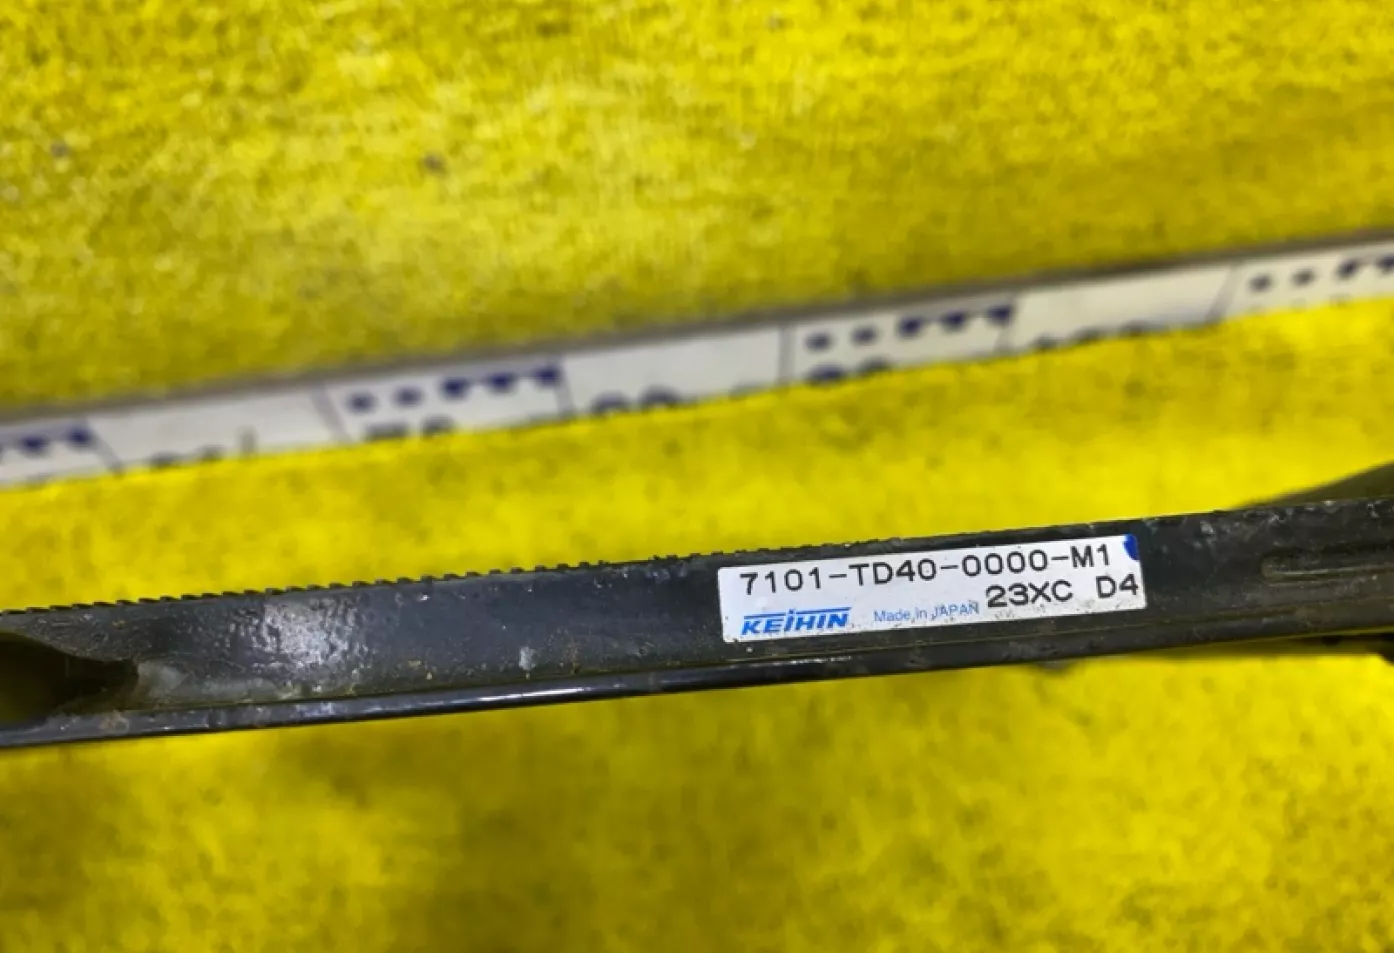 7101-TD40-0000-M1
KEIHIN Made in JAPAN 23XC D4